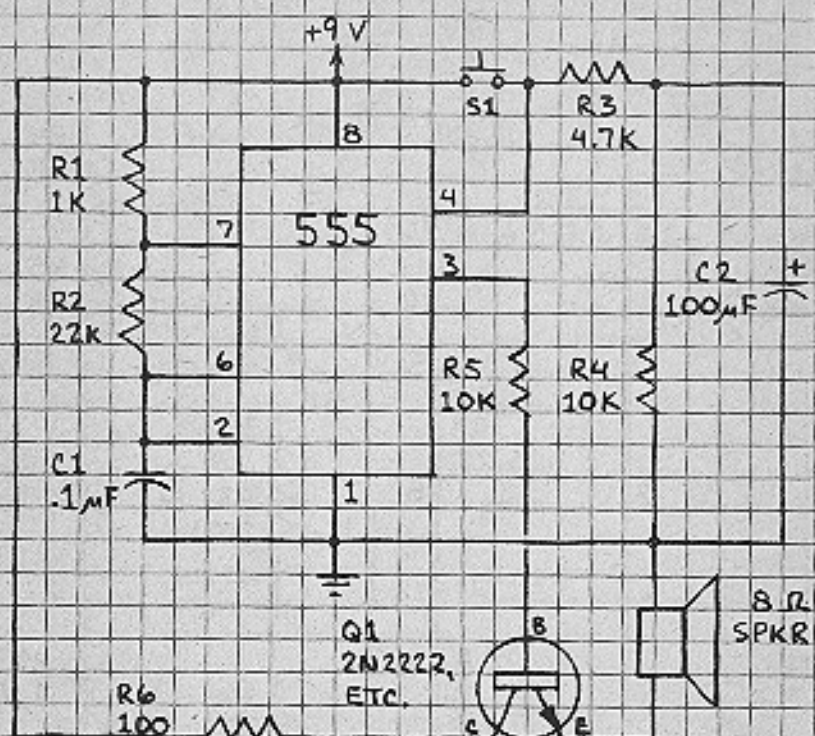 +9 V
S1
R3
4.7K
8
R1
1K
7
555
4
3
C2
+
100µF
R2
22K
6
R5
10K
R4
10K
2
C1
.1µF
1
8 Ω
SPKR
Q1
2N2222,
ETC.
B
C
E
R6
100